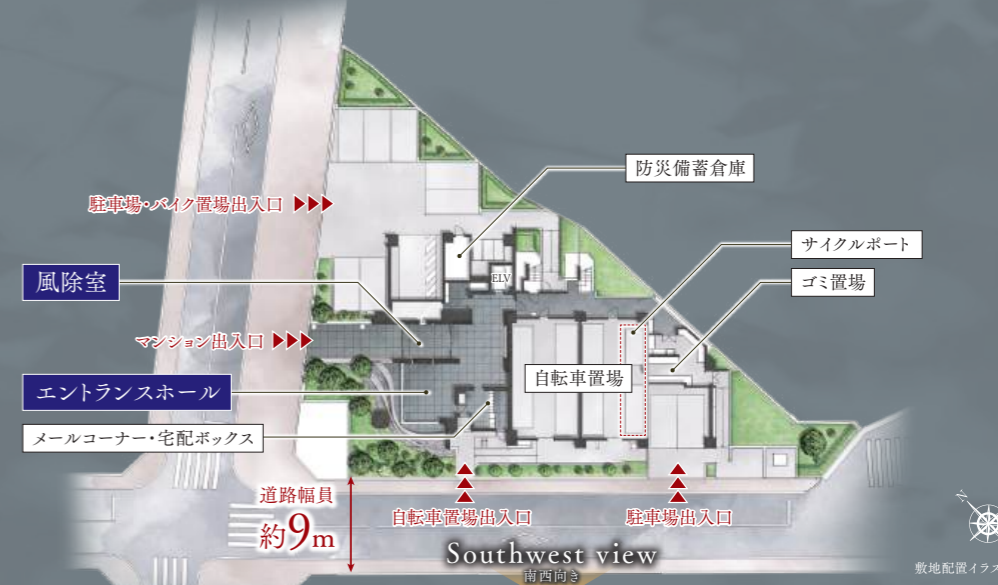 防災備蓄倉庫
駐車場・バイク置場出入口 ▶▶▶
サイクルポート
風除室
ELV
ゴミ置場
マンション出入口 ▶▶▶
自転車置場
エントランスホール
メールコーナー・宅配ボックス
道路幅員
約9m
自転車置場出入口
駐車場出入口
Southwest view
南西向き
N
敷地配置イラス